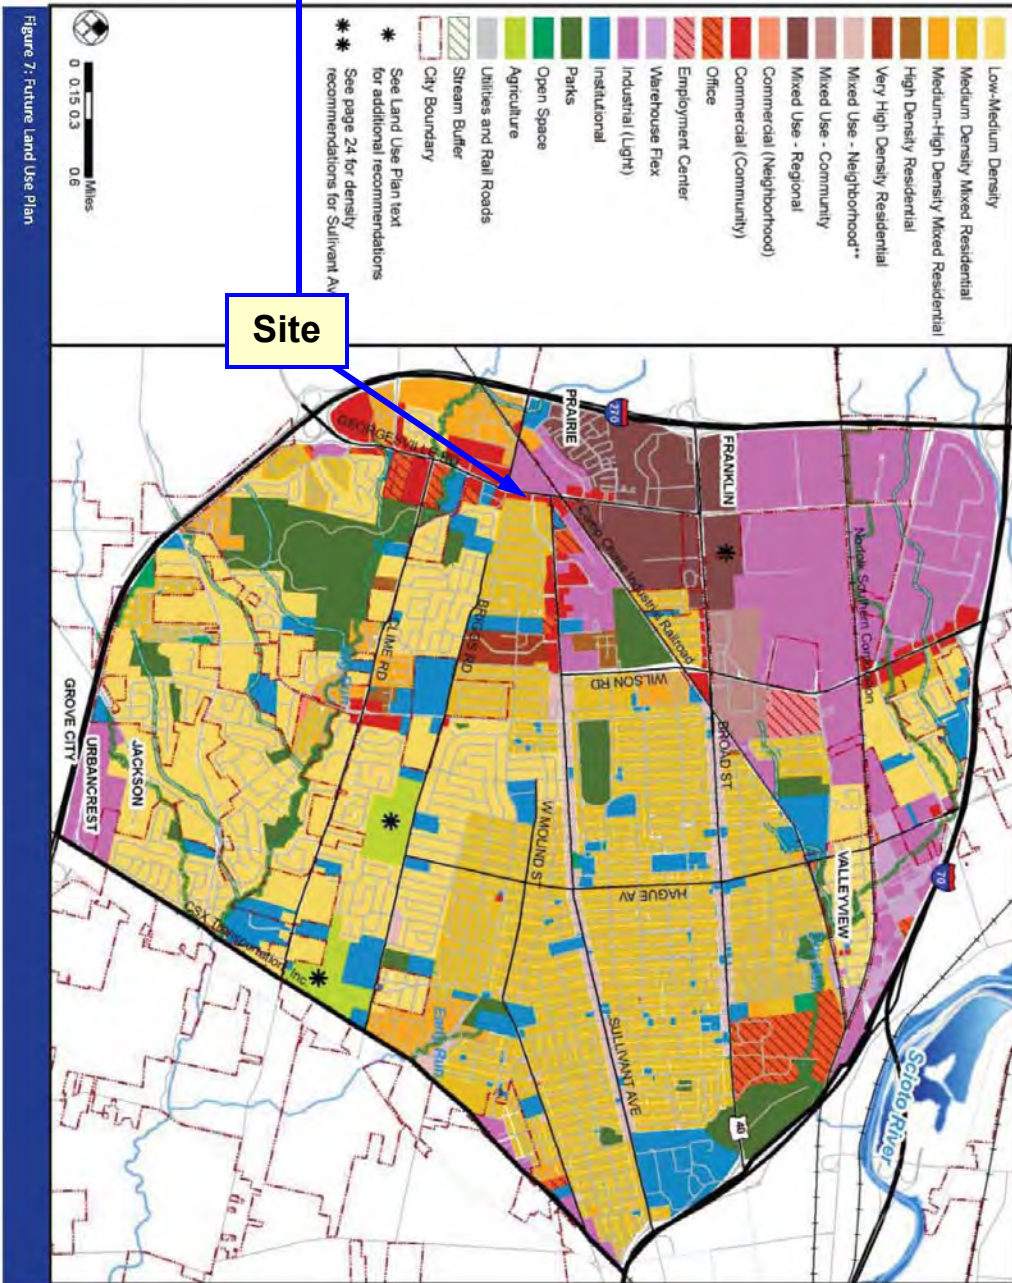 Low-Medium Density
Medium Density Mixed Residential
Medium-High Density Mixed Residential
High Density Residential
Very High Density Residential
Mixed Use - Neighborhood**
Mixed Use - Community
Mixed Use - Regional
Commercial (Neighborhood)
Commercial (Community)
Office
Employment Center
Warehouse Flex
Industrial (Light)
Institutional
Parks
Open Space
Agriculture
Utilities and Rail Roads
Stream Buffer
City Boundary
* See Land Use Plan text
for additional recommendations
** See page 24 for density
recommendations for Sullivant Av
0 0.15 0.3 0.6
Miles
Figure 7: Future Land Use Plan
Site
270
PRAIRIE
FRANKLIN
GEORGESVILLE RD
Camp Chase Industrial Railroad
Norfolk Southern Corporation
BRIGGS RD
CLIME RD
WILSON RD
BROAD ST
GROVE CITY
URBANCREST
JACKSON
W MOUND ST
HAGUE AV
VALLEYVIEW
70
CSX Transportation Inc
SULLIVANT AVE
40
Scioto River